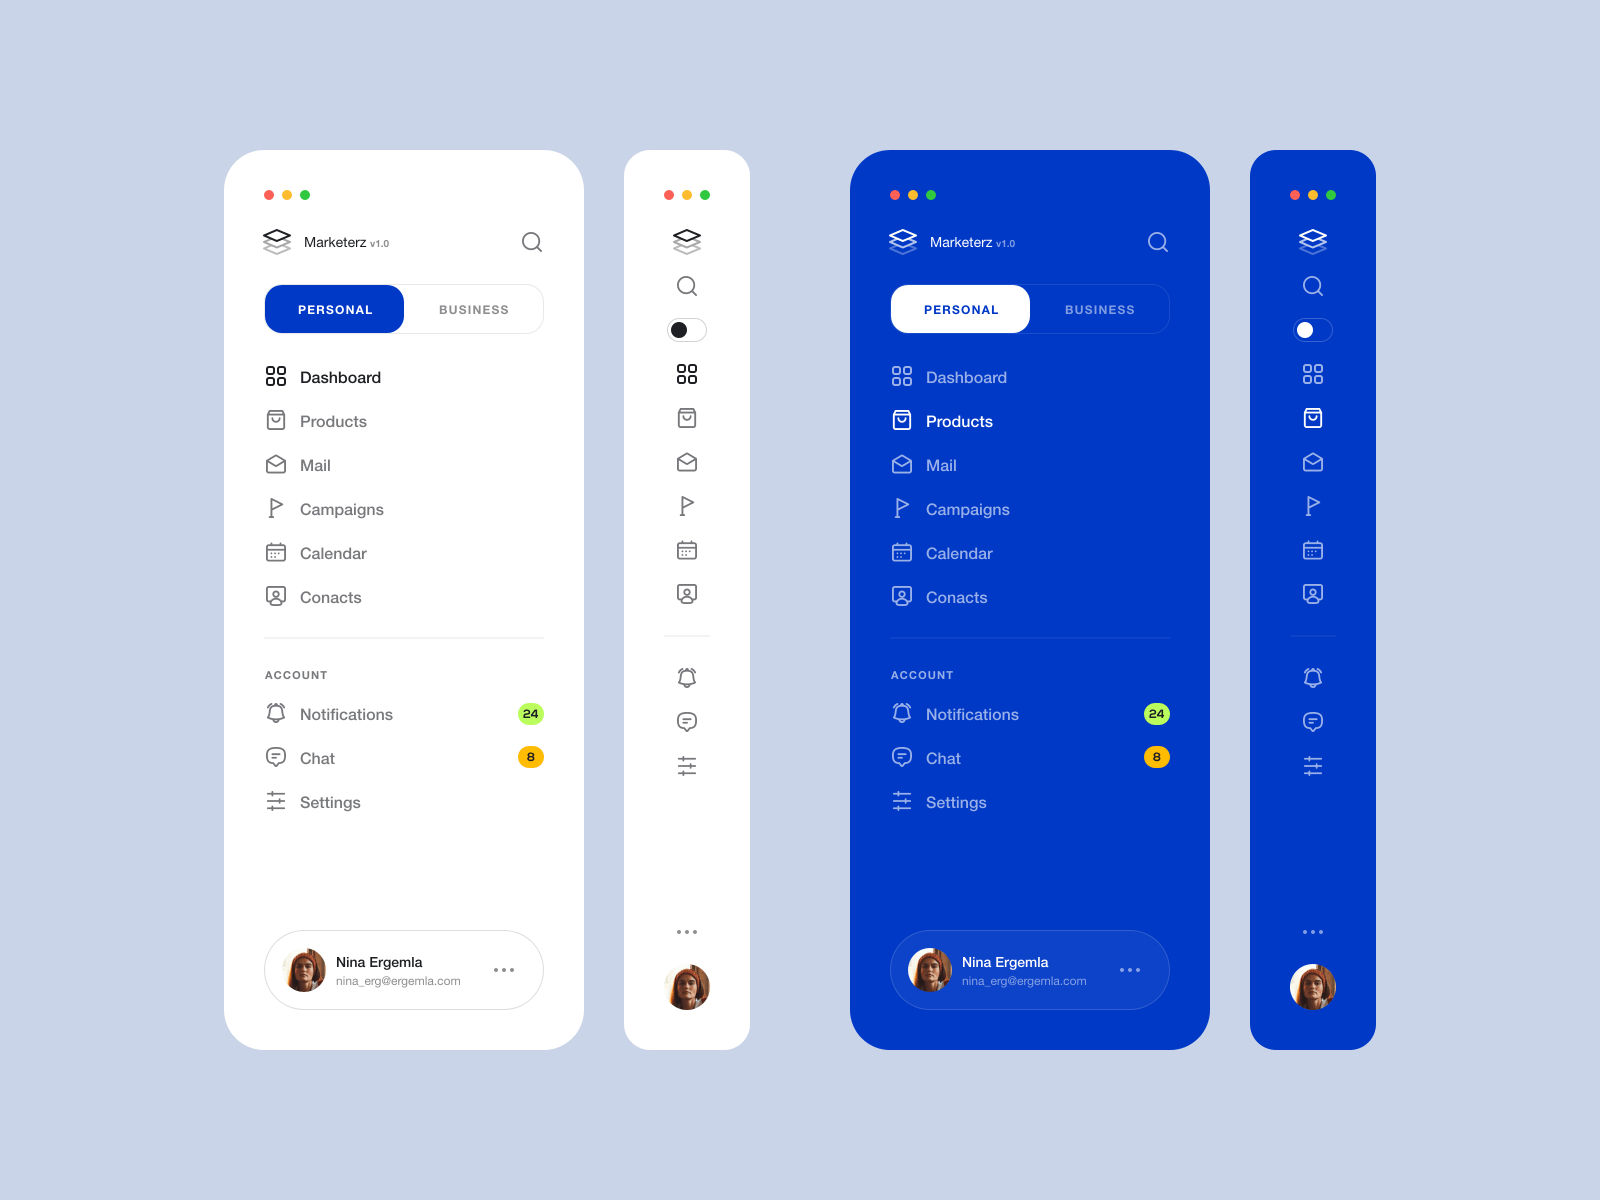 Marketerz v1.0
PERSONAL BUSINESS
Dashboard
Products
Mail
Campaigns
Calendar
Conacts
ACCOUNT
Notifications 24
Chat 8
Settings
Nina Ergemla
nina_erg@ergemla.com
Marketerz v1.0
PERSONAL BUSINESS
Dashboard
Products
Mail
Campaigns
Calendar
Conacts
ACCOUNT
Notifications 24
Chat 8
Settings
Nina Ergemla
nina_erg@ergemla.com